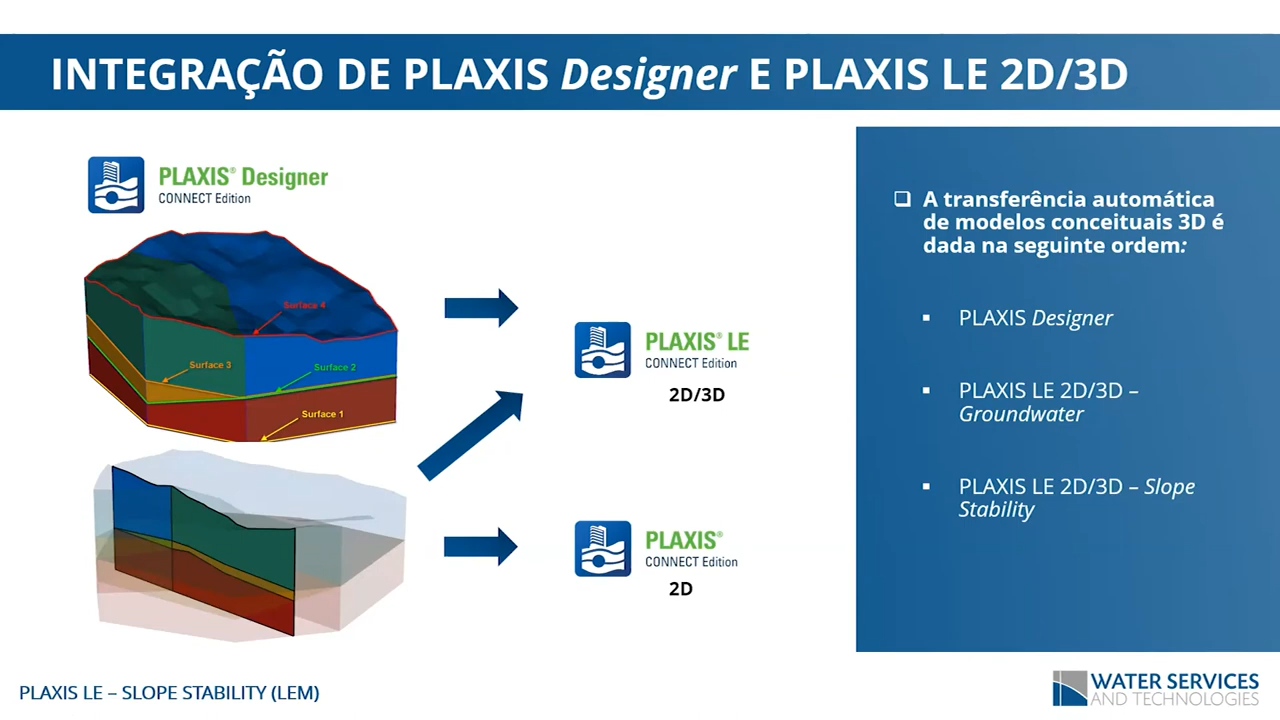 INTEGRAÇÃO DE PLAXIS Designer E PLAXIS LE 2D/3D
PLAXIS® Designer
CONNECT Edition
Surface 4
Surface 3
Surface 2
Surface 1
PLAXIS® LE
CONNECT Edition
2D/3D
PLAXIS®
CONNECT Edition
2D
❑ A transferência automática
de modelos conceituais 3D é
dada na seguinte ordem:
▪ PLAXIS Designer
▪ PLAXIS LE 2D/3D –
Groundwater
▪ PLAXIS LE 2D/3D – Slope
Stability
PLAXIS LE – SLOPE STABILITY (LEM)
WATER SERVICES
AND TECHNOLOGIES